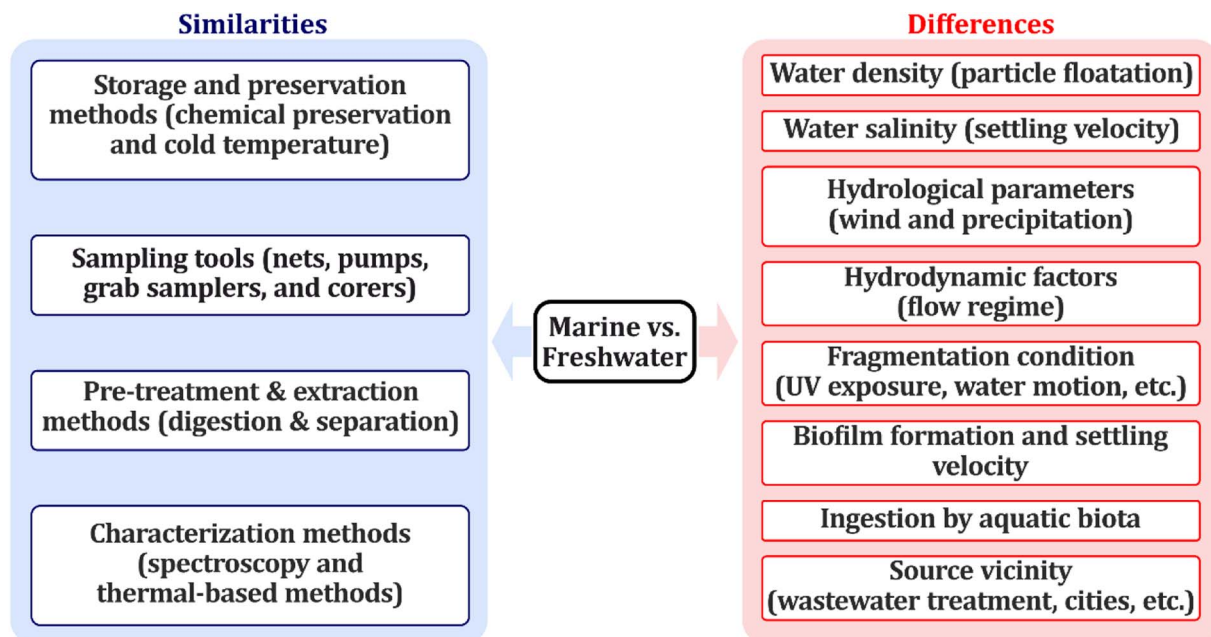 Similarities
Storage and preservation
methods (chemical preservation
and cold temperature)
Sampling tools (nets, pumps,
grab samplers, and corers)
Pre-treatment & extraction
methods (digestion & separation)
Characterization methods
(spectroscopy and
thermal-based methods)
Marine vs.
Freshwater
Differences
Water density (particle floatation)
Water salinity (settling velocity)
Hydrological parameters
(wind and precipitation)
Hydrodynamic factors
(flow regime)
Fragmentation condition
(UV exposure, water motion, etc.)
Biofilm formation and settling
velocity
Ingestion by aquatic biota
Source vicinity
(wastewater treatment, cities, etc.)